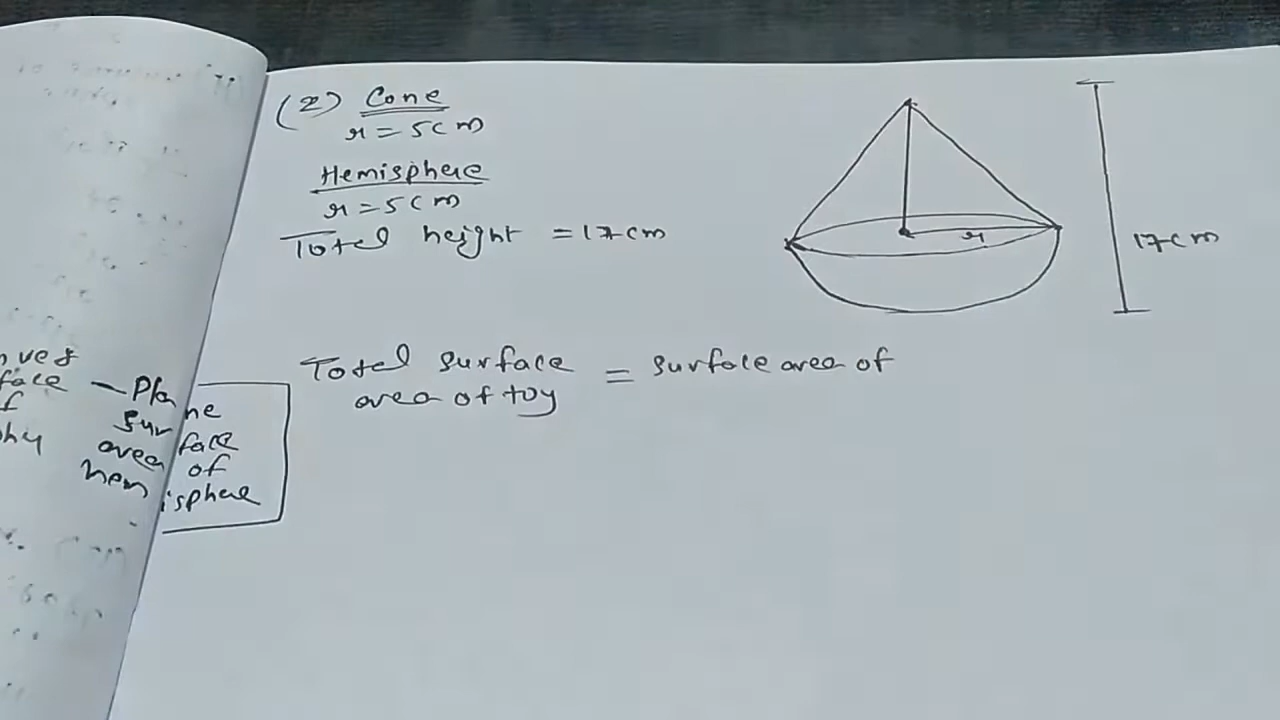 (2) Cone
r = 5cm
Hemisphere
r = 5cm
Total height = 17cm
r
17cm
Total surface = surface area of
area of toy
face – Plane
surface
area of
hemisphere